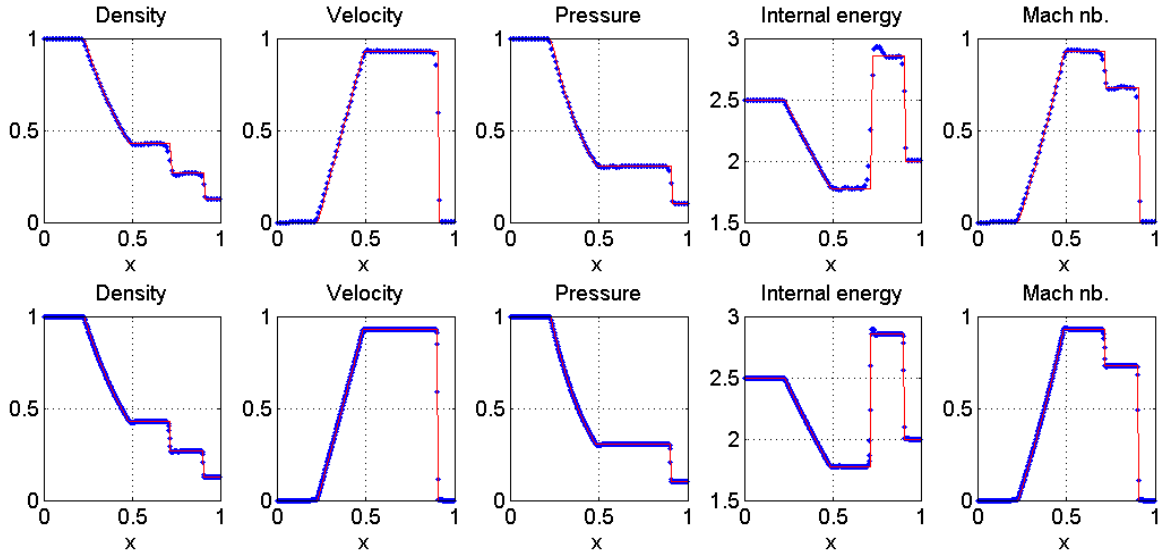 Density Velocity Pressure Internal energy Mach nb.
1 1 1 3 1
2.5
0.5 0.5 0.5 0.5
2
0 0 0 1.5 0
0 0.5 1 0 0.5 1 0 0.5 1 0 0.5 1 0 0.5 1
x x x x x
Density Velocity Pressure Internal energy Mach nb.
1 1 1 3 1
2.5
0.5 0.5 0.5 0.5
2
0 0 0 1.5 0
0 0.5 1 0 0.5 1 0 0.5 1 0 0.5 1 0 0.5 1
x x x x x